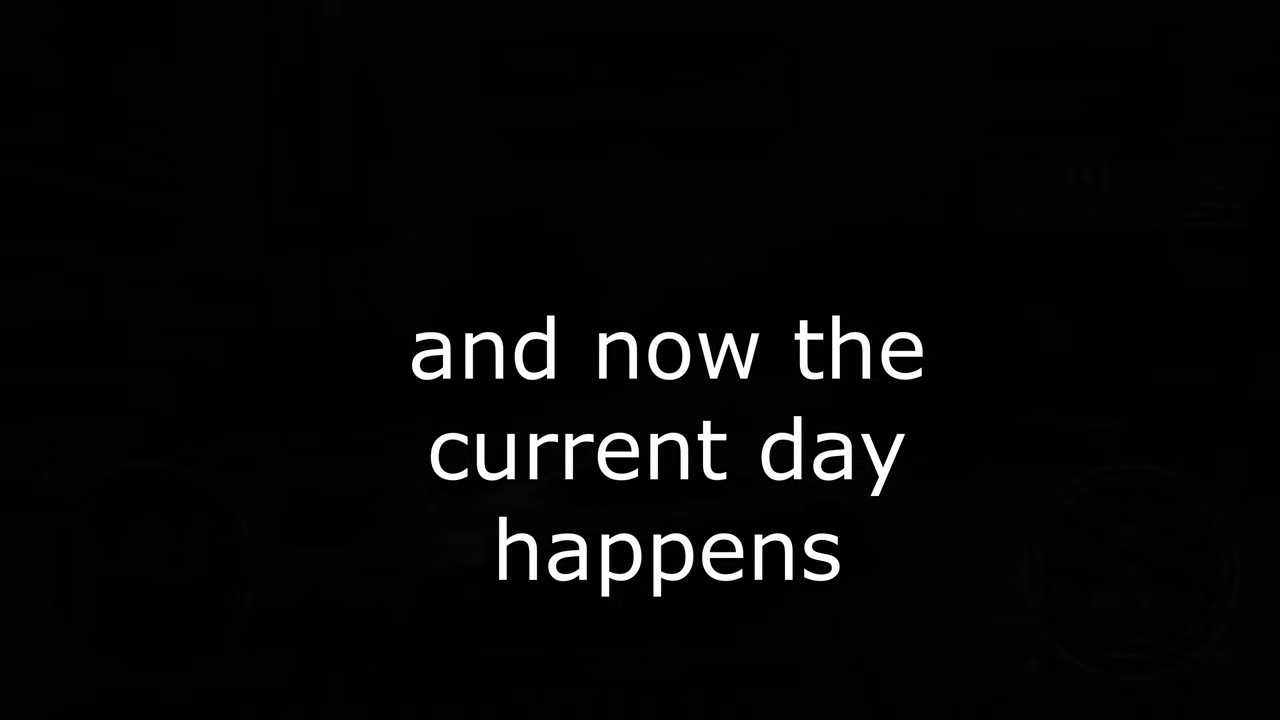 and now the
current day
happens